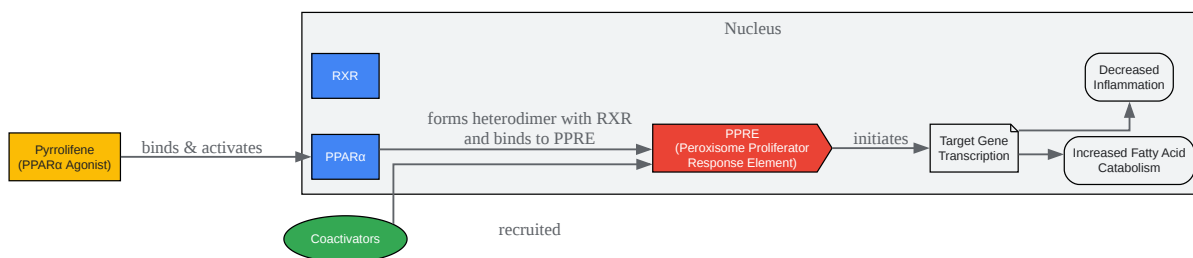 Nucleus
RXR
Decreased
Inflammation
forms heterodimer with RXR
and binds to PPRE
Pyrrolifene
(PPARα Agonist)
binds & activates
PPARα
PPRE
(Peroxisome Proliferator
Response Element)
initiates
Target Gene
Transcription
Increased Fatty Acid
Catabolism
Coactivators
recruited